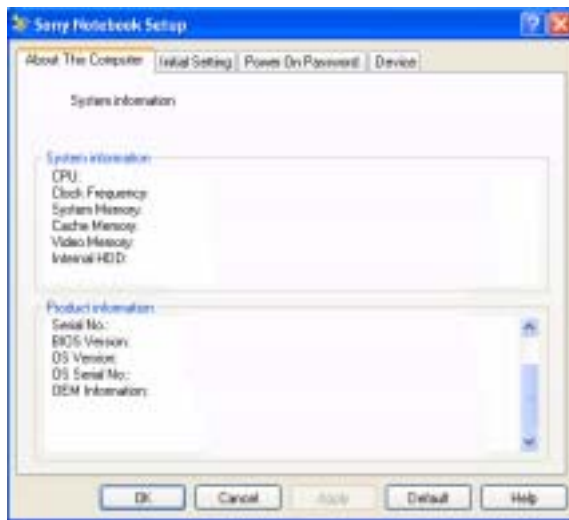 Sony Notebook Setup
About This Computer Initial Setting Power On Password Device
System information
System information
CPU:
Clock Frequency:
System Memory:
Cache Memory:
Video Memory:
Internal HDD:
Product information
Serial No.:
BIOS Version:
OS Version:
OS Serial No.:
OEM Information:
OK Cancel Apply Default Help